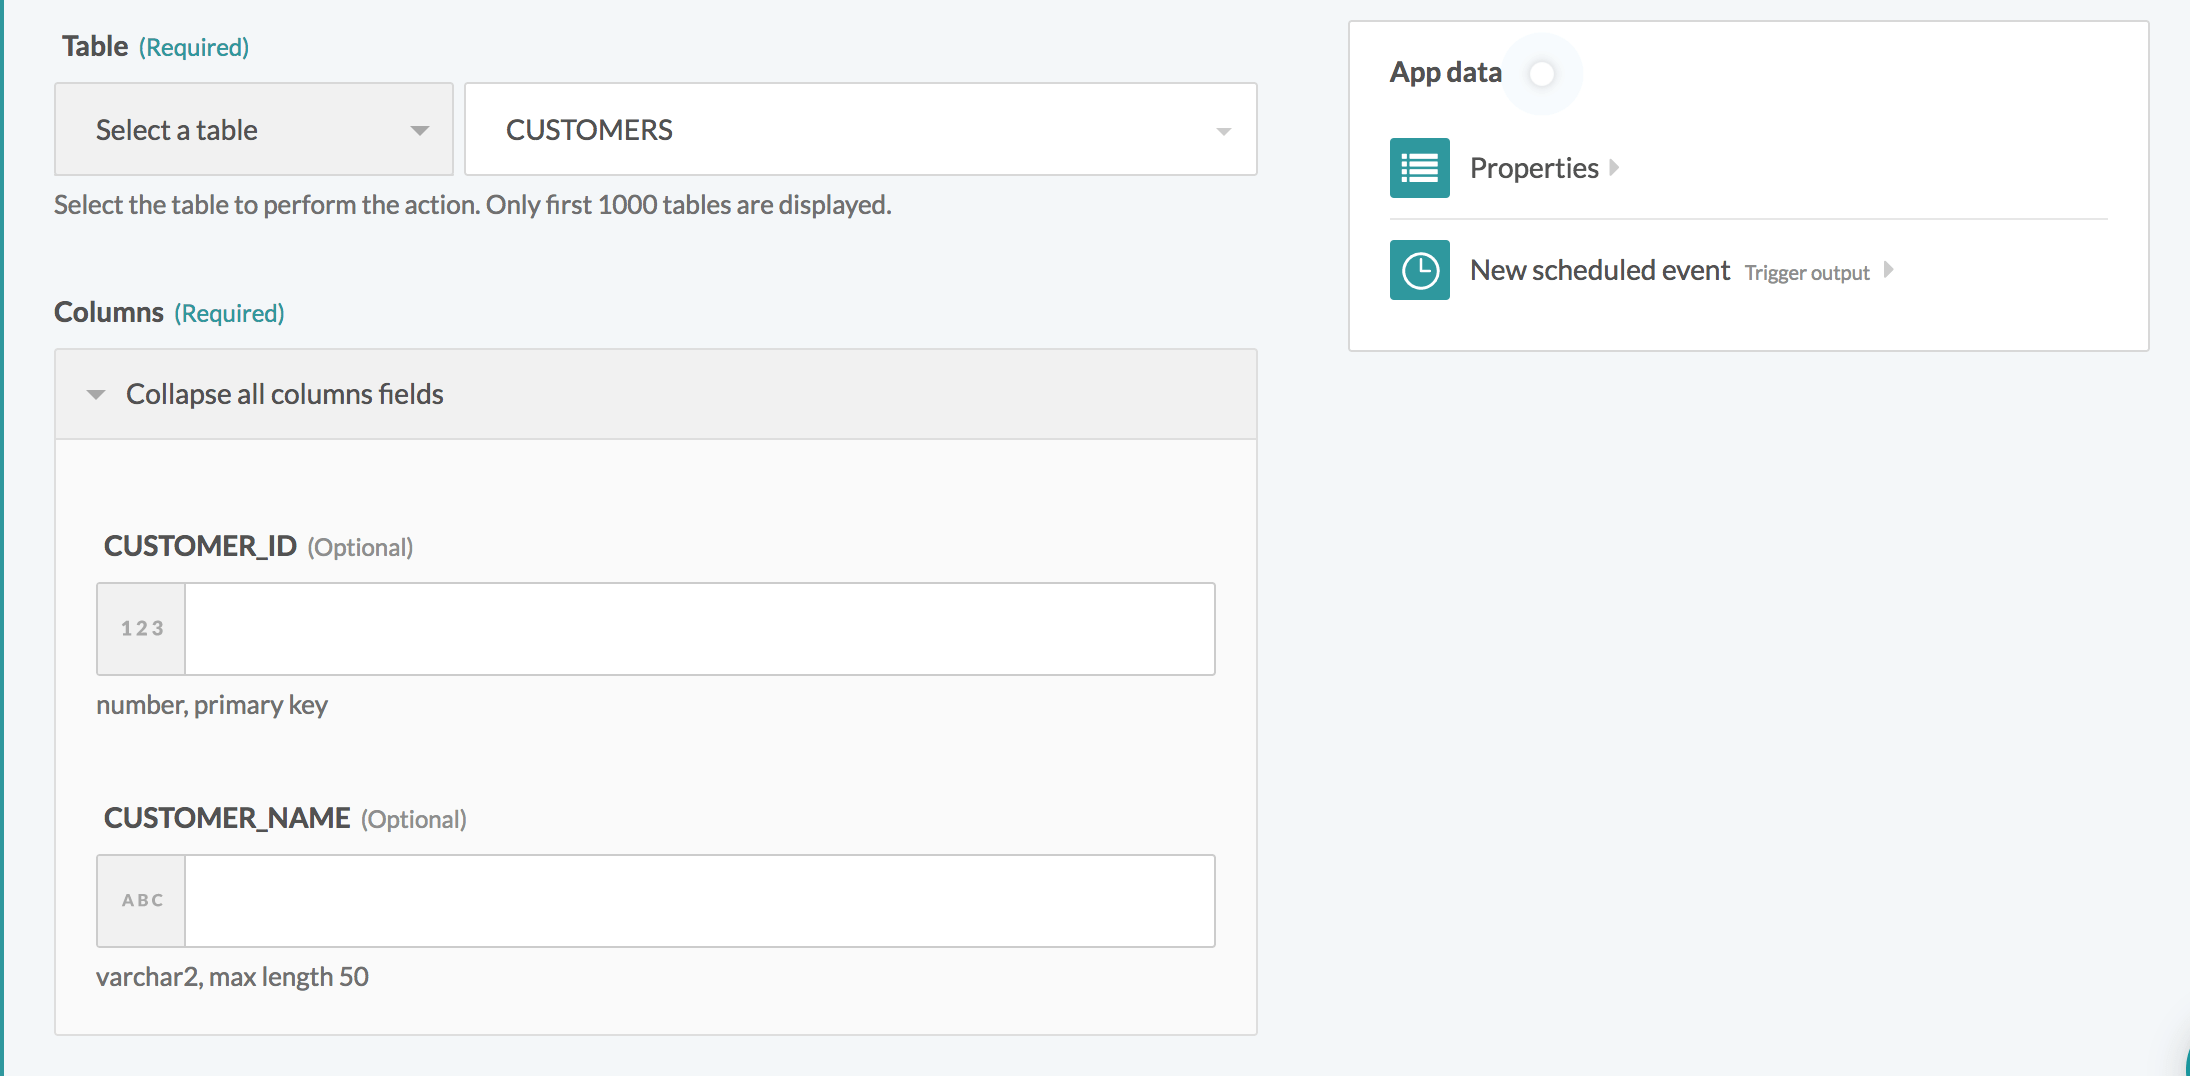 Table (Required)
Select a table
CUSTOMERS
Select the table to perform the action. Only first 1000 tables are displayed.
Columns (Required)
Collapse all columns fields
CUSTOMER_ID (Optional)
123
number, primary key
CUSTOMER_NAME (Optional)
ABC
varchar2, max length 50
App data
Properties
New scheduled event Trigger output